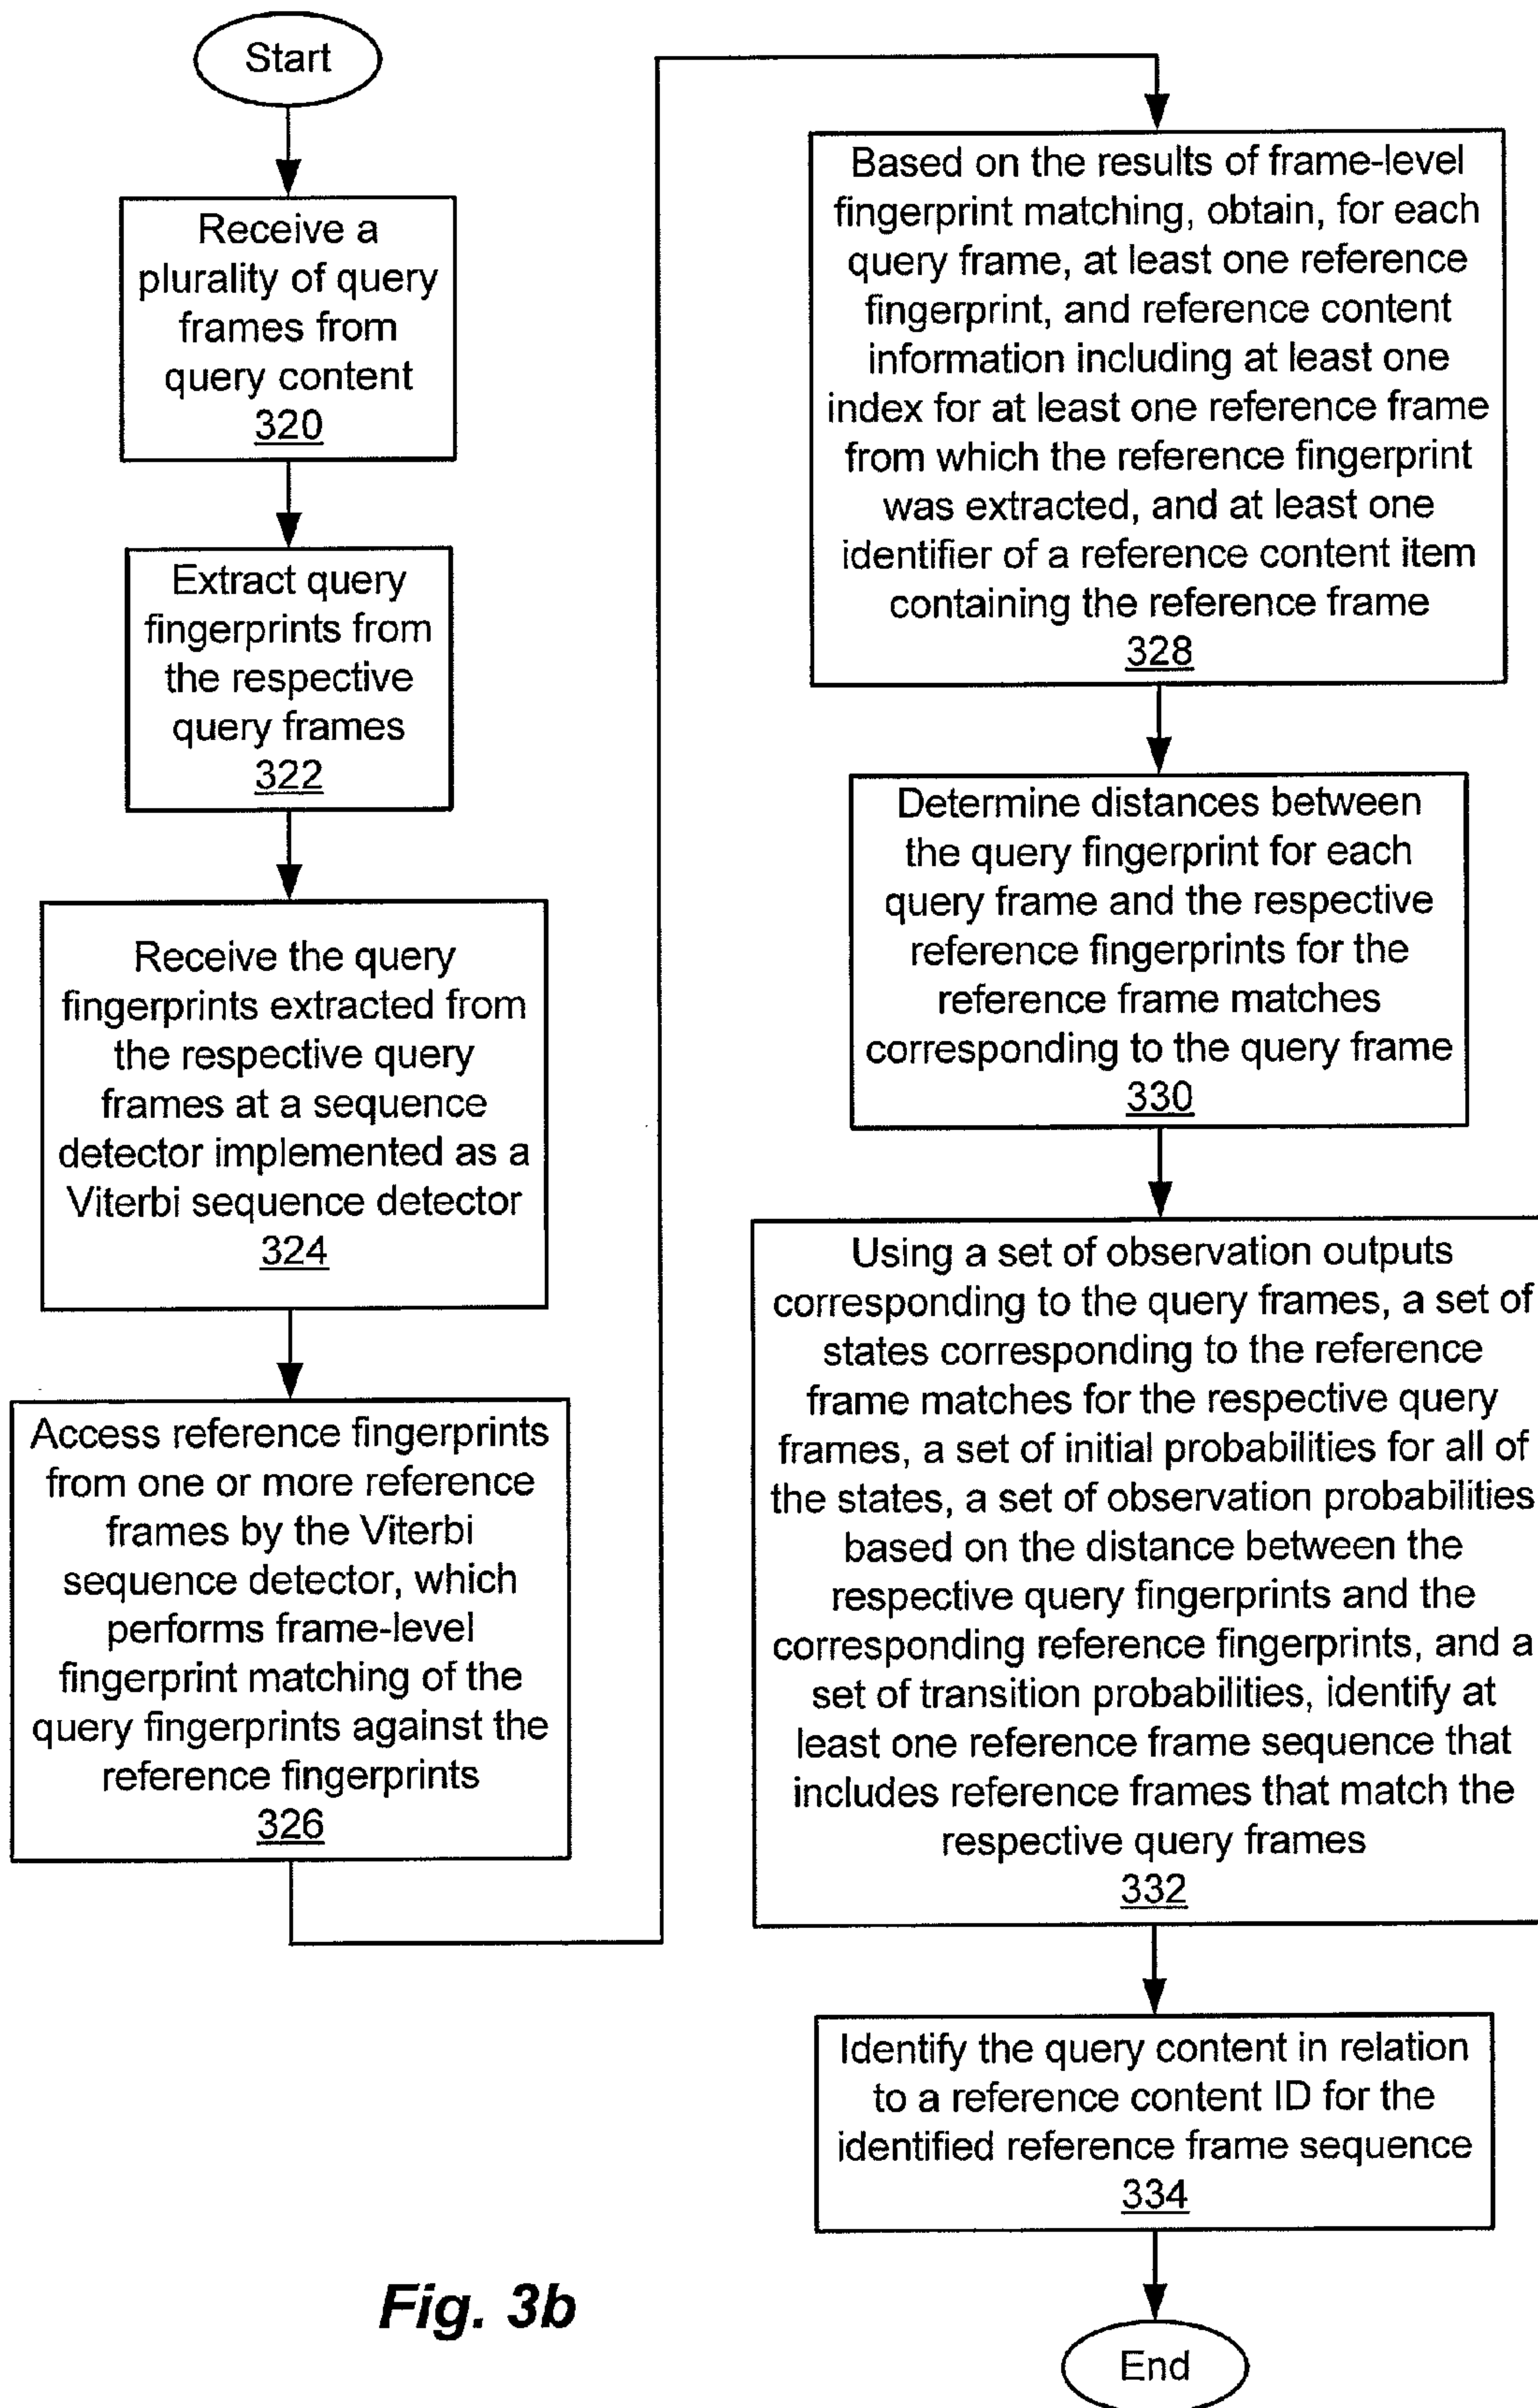 Start
Receive a
plurality of query
frames from
query content
320
Extract query
fingerprints from
the respective
query frames
322
Receive the query
fingerprints extracted from
the respective query
frames at a sequence
detector implemented as a
Viterbi sequence detector
324
Access reference fingerprints
from one or more reference
frames by the Viterbi
sequence detector, which
performs frame-level
fingerprint matching of the
query fingerprints against the
reference fingerprints
326
Based on the results of frame-level
fingerprint matching, obtain, for each
query frame, at least one reference
fingerprint, and reference content
information including at least one
index for at least one reference frame
from which the reference fingerprint
was extracted, and at least one
identifier of a reference content item
containing the reference frame
328
Determine distances between
the query fingerprint for each
query frame and the respective
reference fingerprints for the
reference frame matches
corresponding to the query frame
330
Using a set of observation outputs
corresponding to the query frames, a set of
states corresponding to the reference
frame matches for the respective query
frames, a set of initial probabilities for all of
the states, a set of observation probabilities
based on the distance between the
respective query fingerprints and the
corresponding reference fingerprints, and a
set of transition probabilities, identify at
least one reference frame sequence that
includes reference frames that match the
respective query frames
332
Identify the query content in relation
to a reference content ID for the
identified reference frame sequence
334
End
Fig. 3b